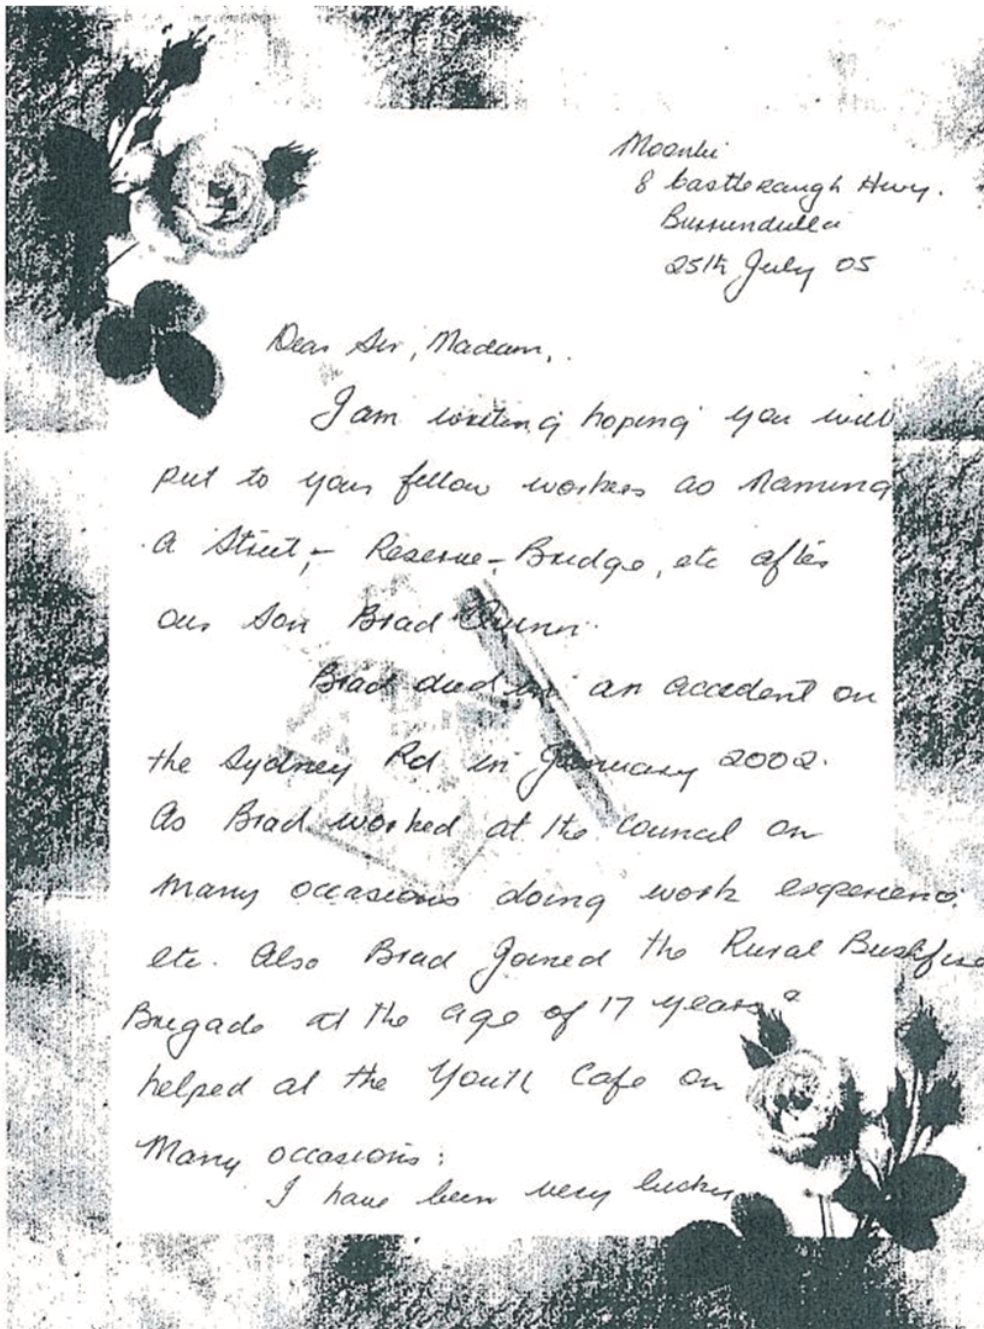 8 Castlereagh Hwy.
Burrundulla
25th July 05
Dear Sir, Madam,.
I am writing hoping you will
put to your fellow workers as naming
a Street,- Reserve-, Bridge, etc after
our Son Brad Quinn.
Brad died in an accident on
the Sydney Rd in January 2002.
As Brad worked at the Council on
Many occasions doing work experienc.
etc. Also Brad Joined the Rural Bushfire
Brigade at the age of 17 years &
helped at the Youth Cafe on
Many occasions:
I have been very lucky